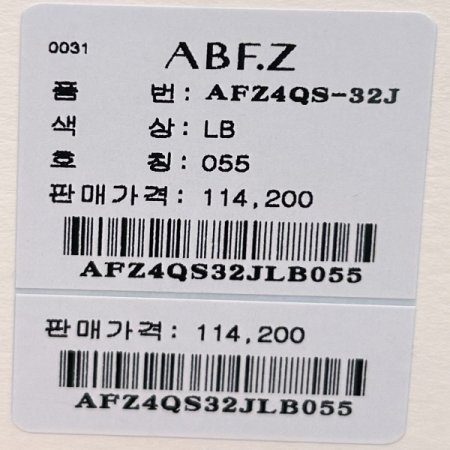 0031 ABF.Z
품 번: AFZ4QS-32J
색 상: LB
호 칭: 055
판매가격: 114,200
AFZ4QS32JLB055
판매가격: 114,200
AFZ4QS32JLB055